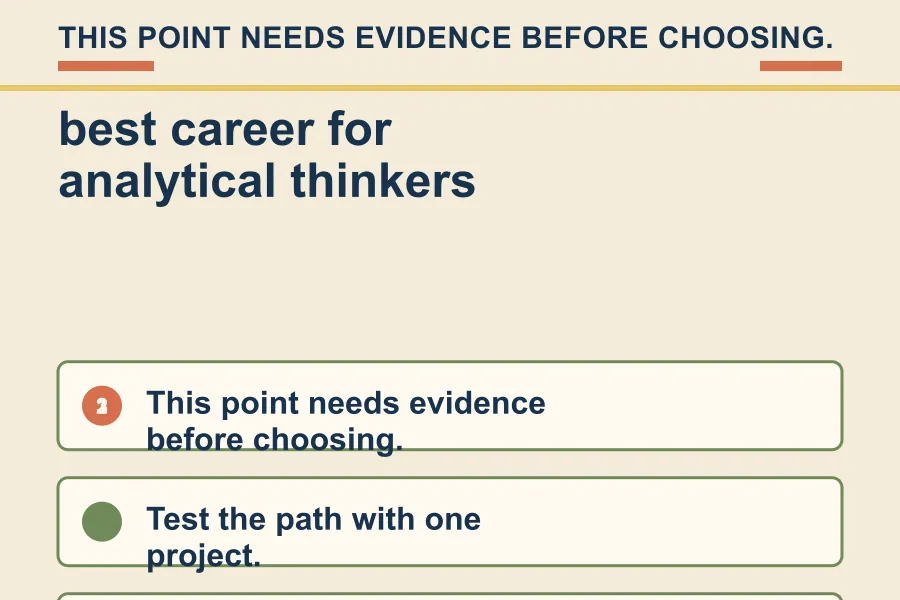 THIS POINT NEEDS EVIDENCE BEFORE CHOOSING.
best career for
analytical thinkers
This point needs evidence
before choosing.
Test the path with one
project.